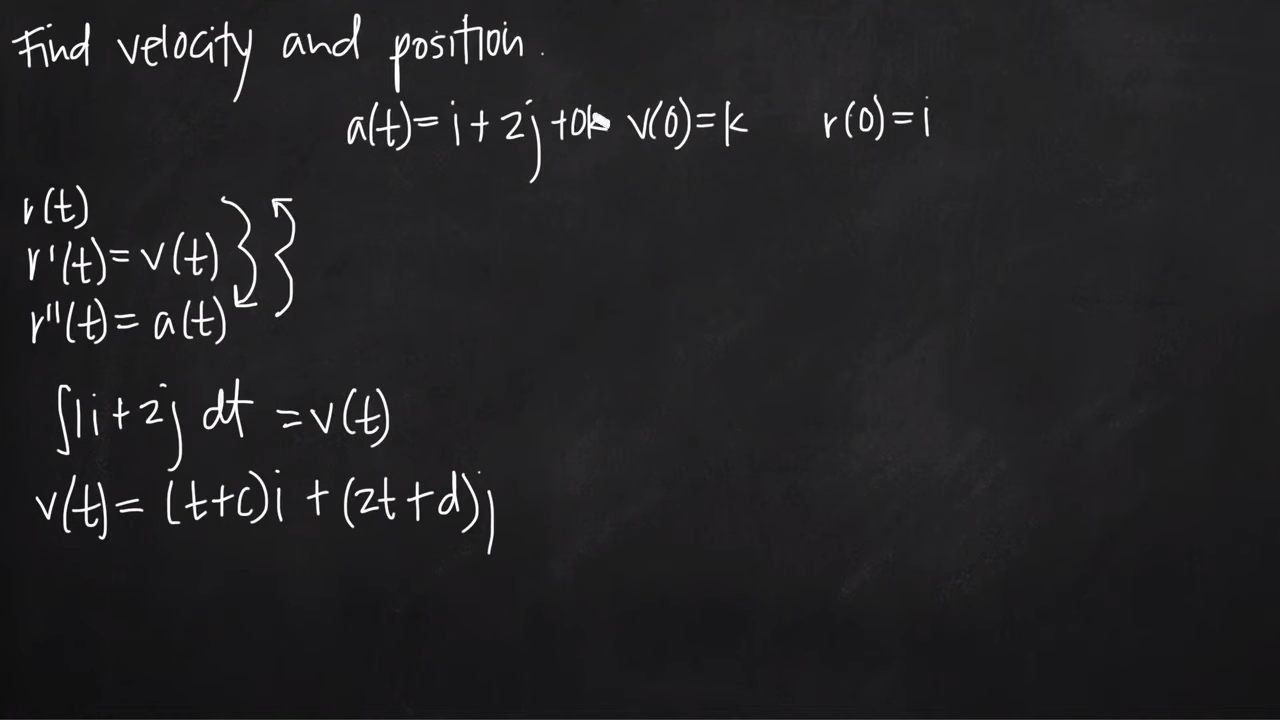 Find velocity and position.
a(t)= i + 2j +0k v(0)=k r(0)=i
r(t)
r'(t)= v(t)
r"(t)= a(t)
∫1i+2j dt =v(t)
v(t)= (t+c)i +(2t+d)j